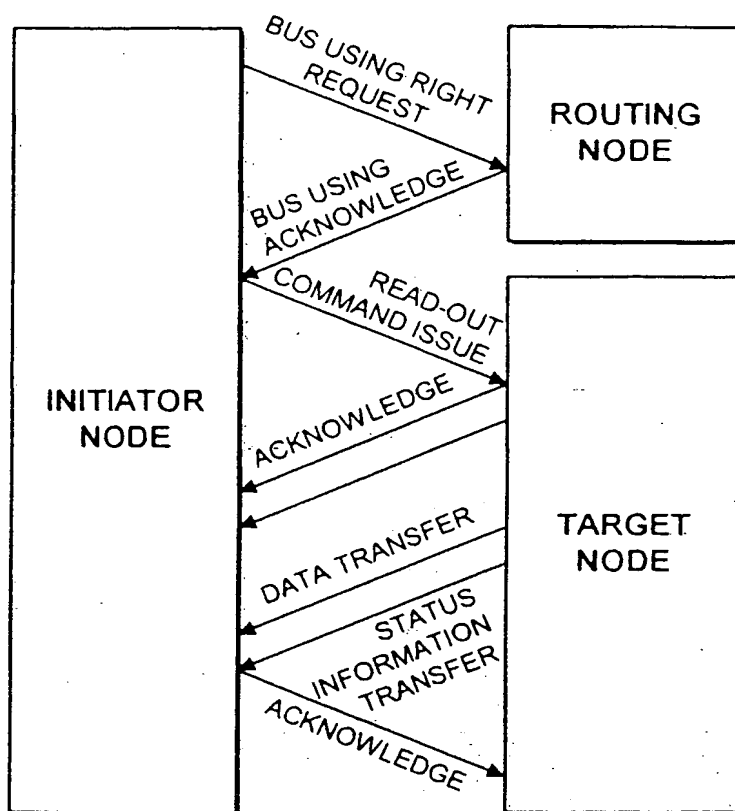 BUS USING RIGHT
REQUEST
ROUTING
NODE
BUS USING
ACKNOWLEDGE
READ-OUT
COMMAND ISSUE
INITIATOR
NODE
ACKNOWLEDGE
TARGET
NODE
DATA TRANSFER
STATUS
INFORMATION
TRANSFER
ACKNOWLEDGE